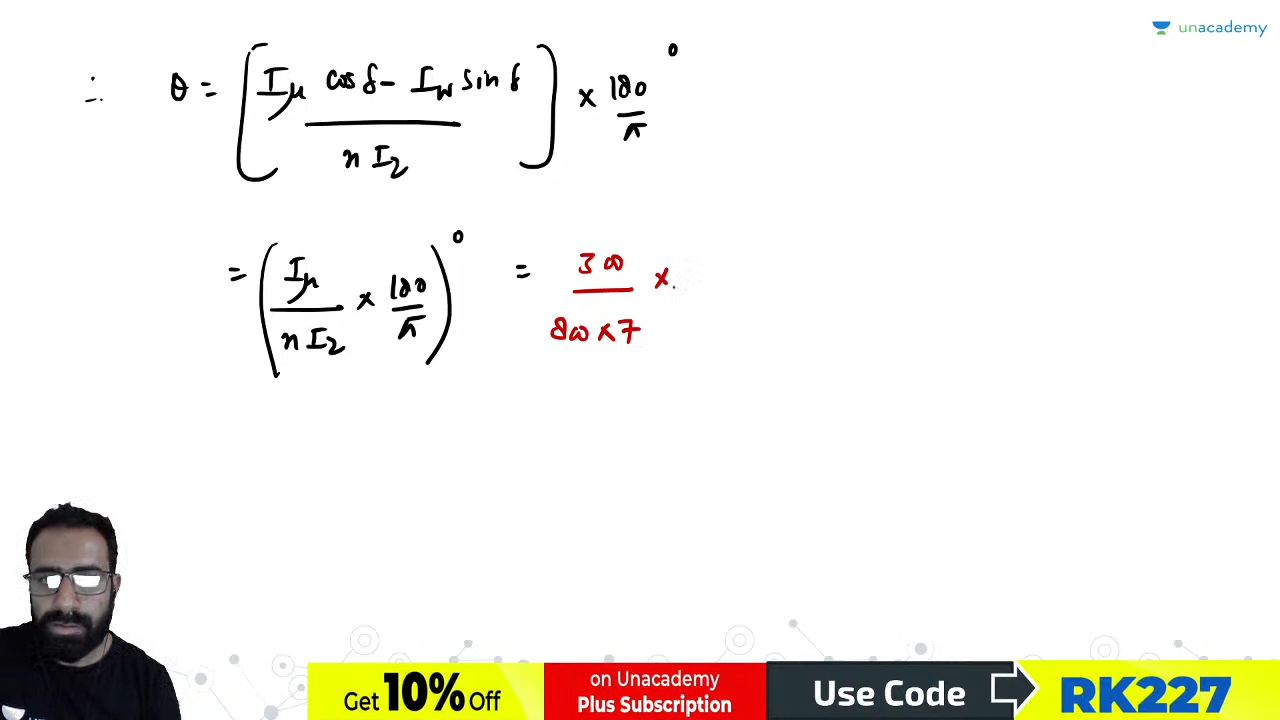 unacademy
∴ θ = [ (Iμ cos δ - Iw sin δ) / (n I2) ] × 180/π °
= ( Iμ / (n I2) × 180/π )° = 300 / (800 × 7) ×
Get 10% Off
on Unacademy
Plus Subscription
Use Code
RK227